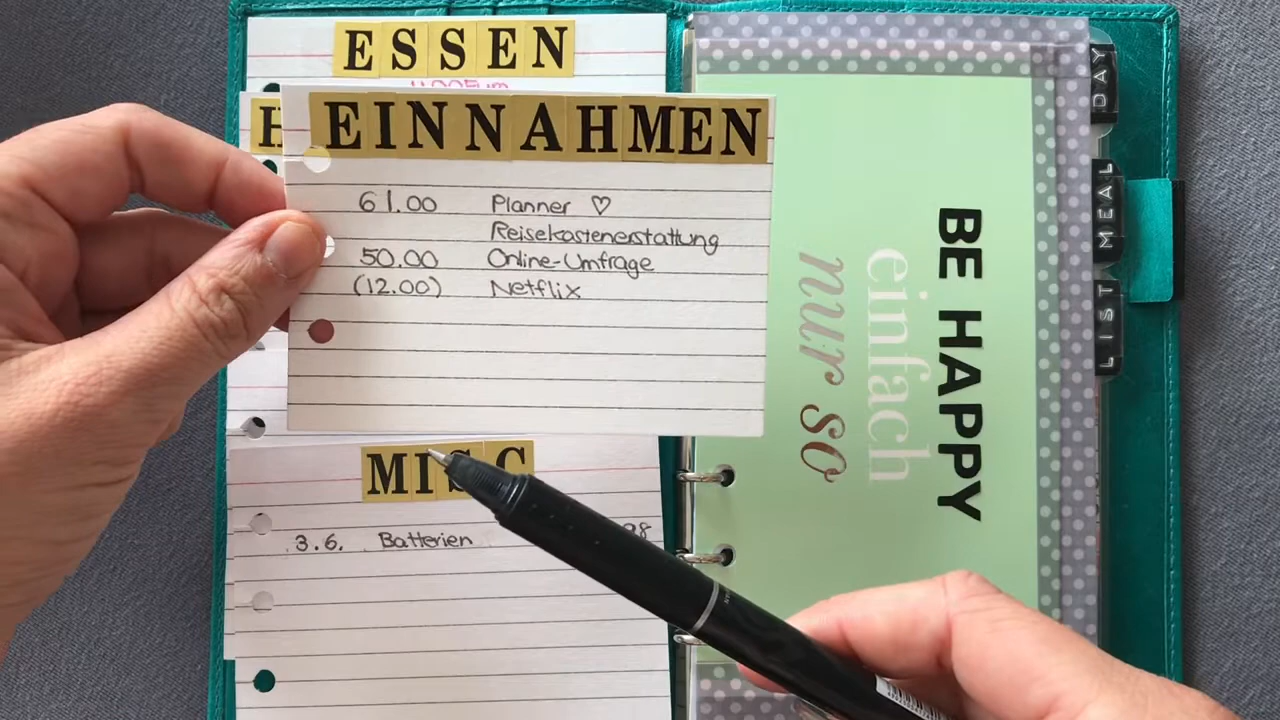 ESSEN
EINNAHMEN
61.00 Planner ♡
Reisekostenerstattung
50.00 Online-Umfrage
(12.00) Netflix
MISC
3.6. Batterien 98
BE HAPPY
einfach
nur so
DAY
MEAL
LIST